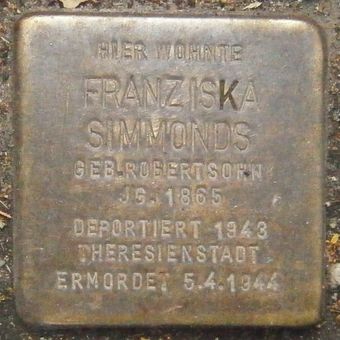 HIER WOHNTE
FRANZISKA
SIMMONDS
GEB. ROBERTSOHN
JG. 1865
DEPORTIERT 1943
THERESIENSTADT
ERMORDET 5.4.1944